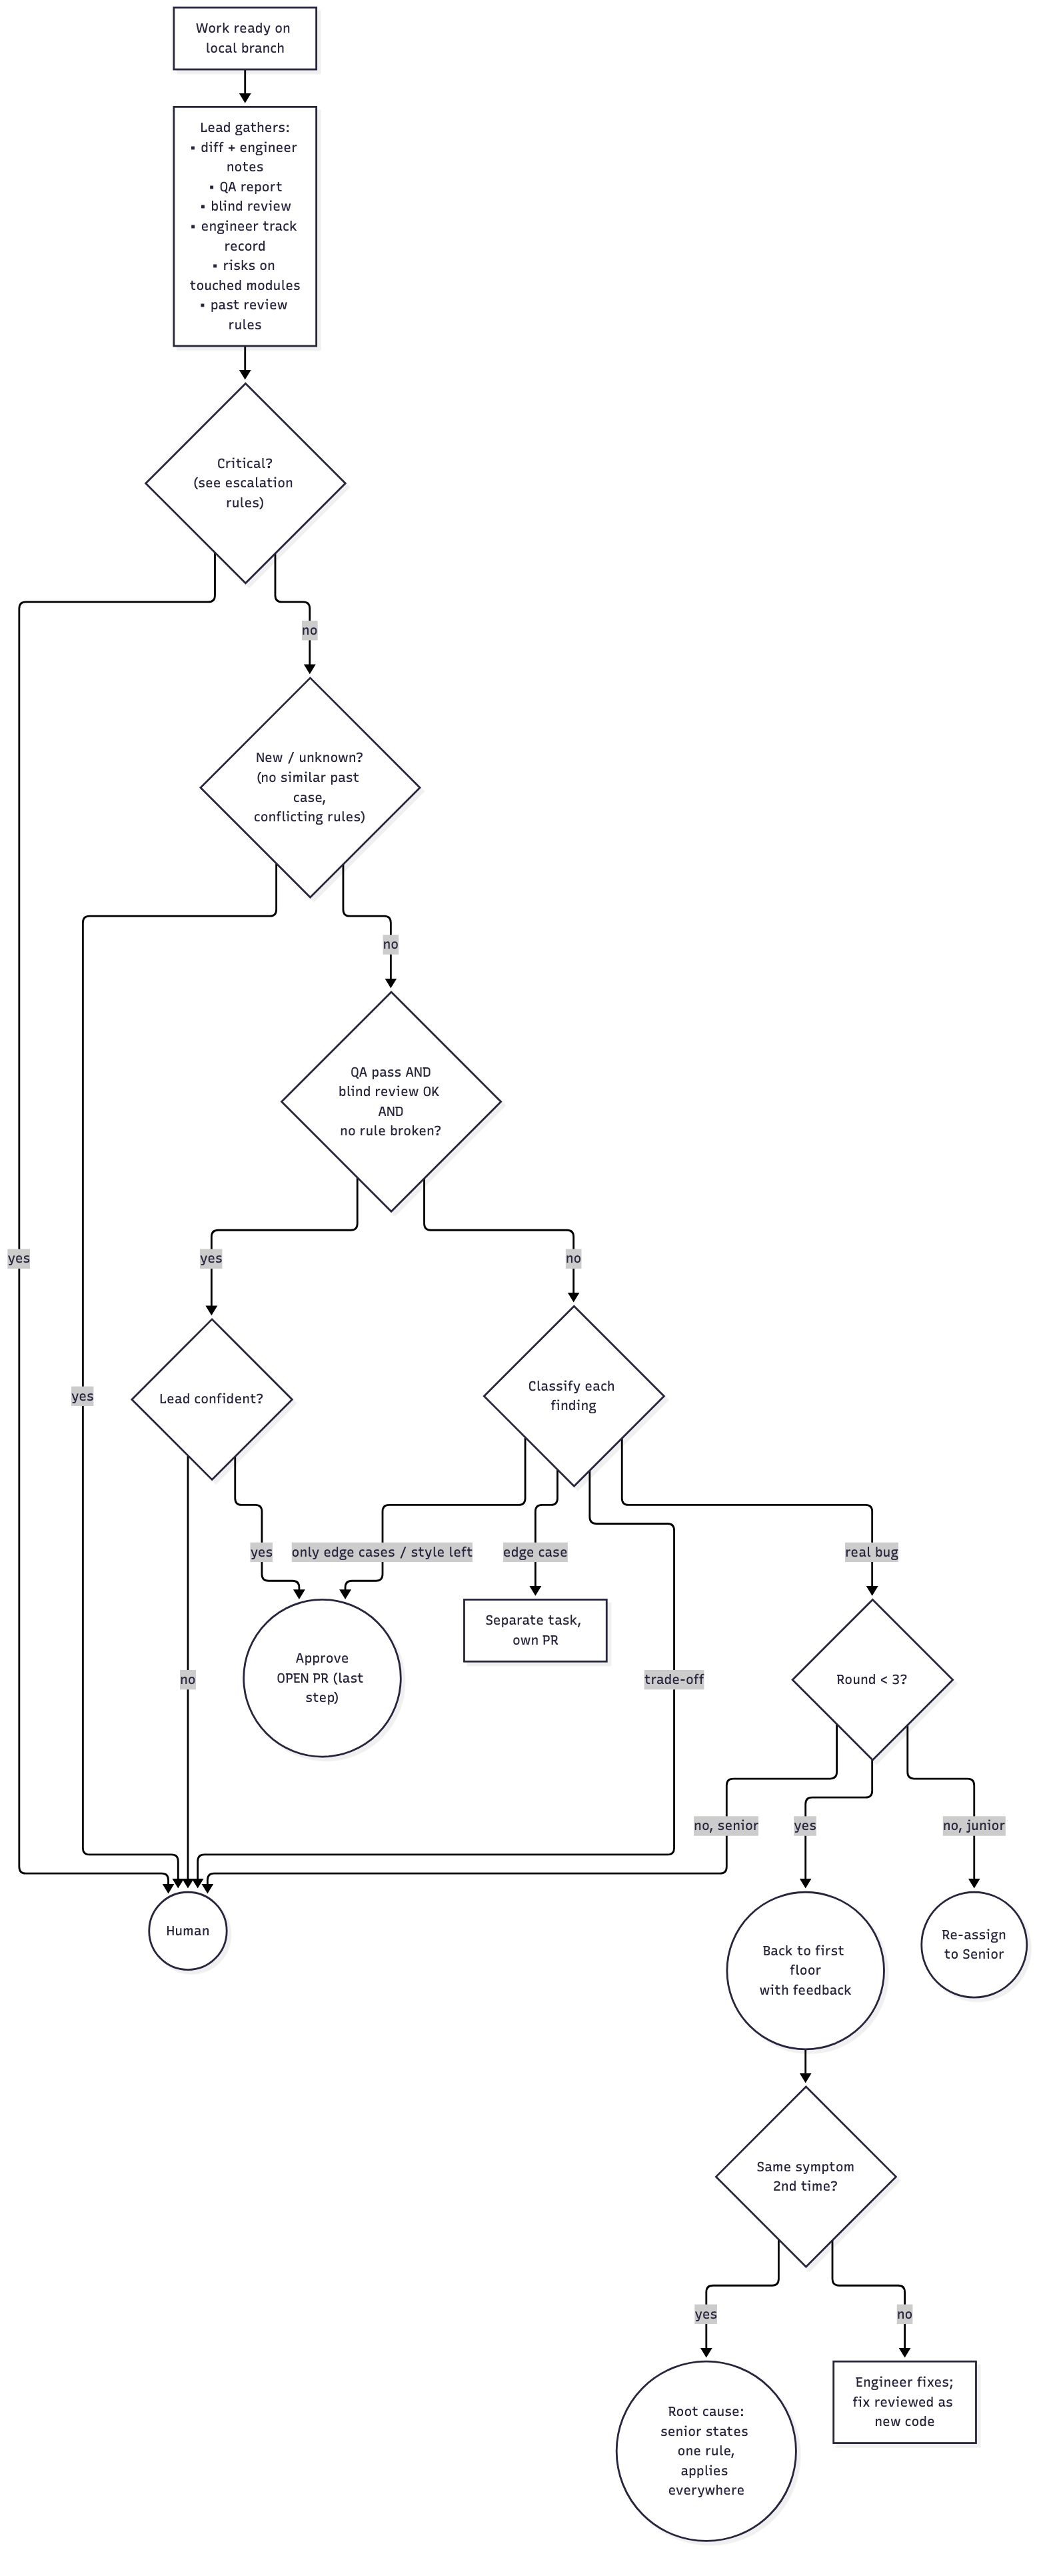 Work ready on
local branch
Lead gathers:
▪ diff + engineer
notes
▪ QA report
▪ blind review
▪ engineer track
record
▪ risks on
touched modules
▪ past review
rules
Critical?
(see escalation
rules)
no
New / unknown?
(no similar past
case,
conflicting rules)
no
QA pass AND
blind review OK
AND
no rule broken?
yes
yes
no
yes
Lead confident?
Classify each
finding
yes
only edge cases / style left
edge case
real bug
Approve
OPEN PR (last
step)
Separate task,
own PR
no
trade-off
Round < 3?
no, senior
yes
no, junior
Human
Back to first
floor
with feedback
Re-assign
to Senior
Same symptom
2nd time?
yes
no
Root cause:
senior states
one rule,
applies
everywhere
Engineer fixes;
fix reviewed as
new code